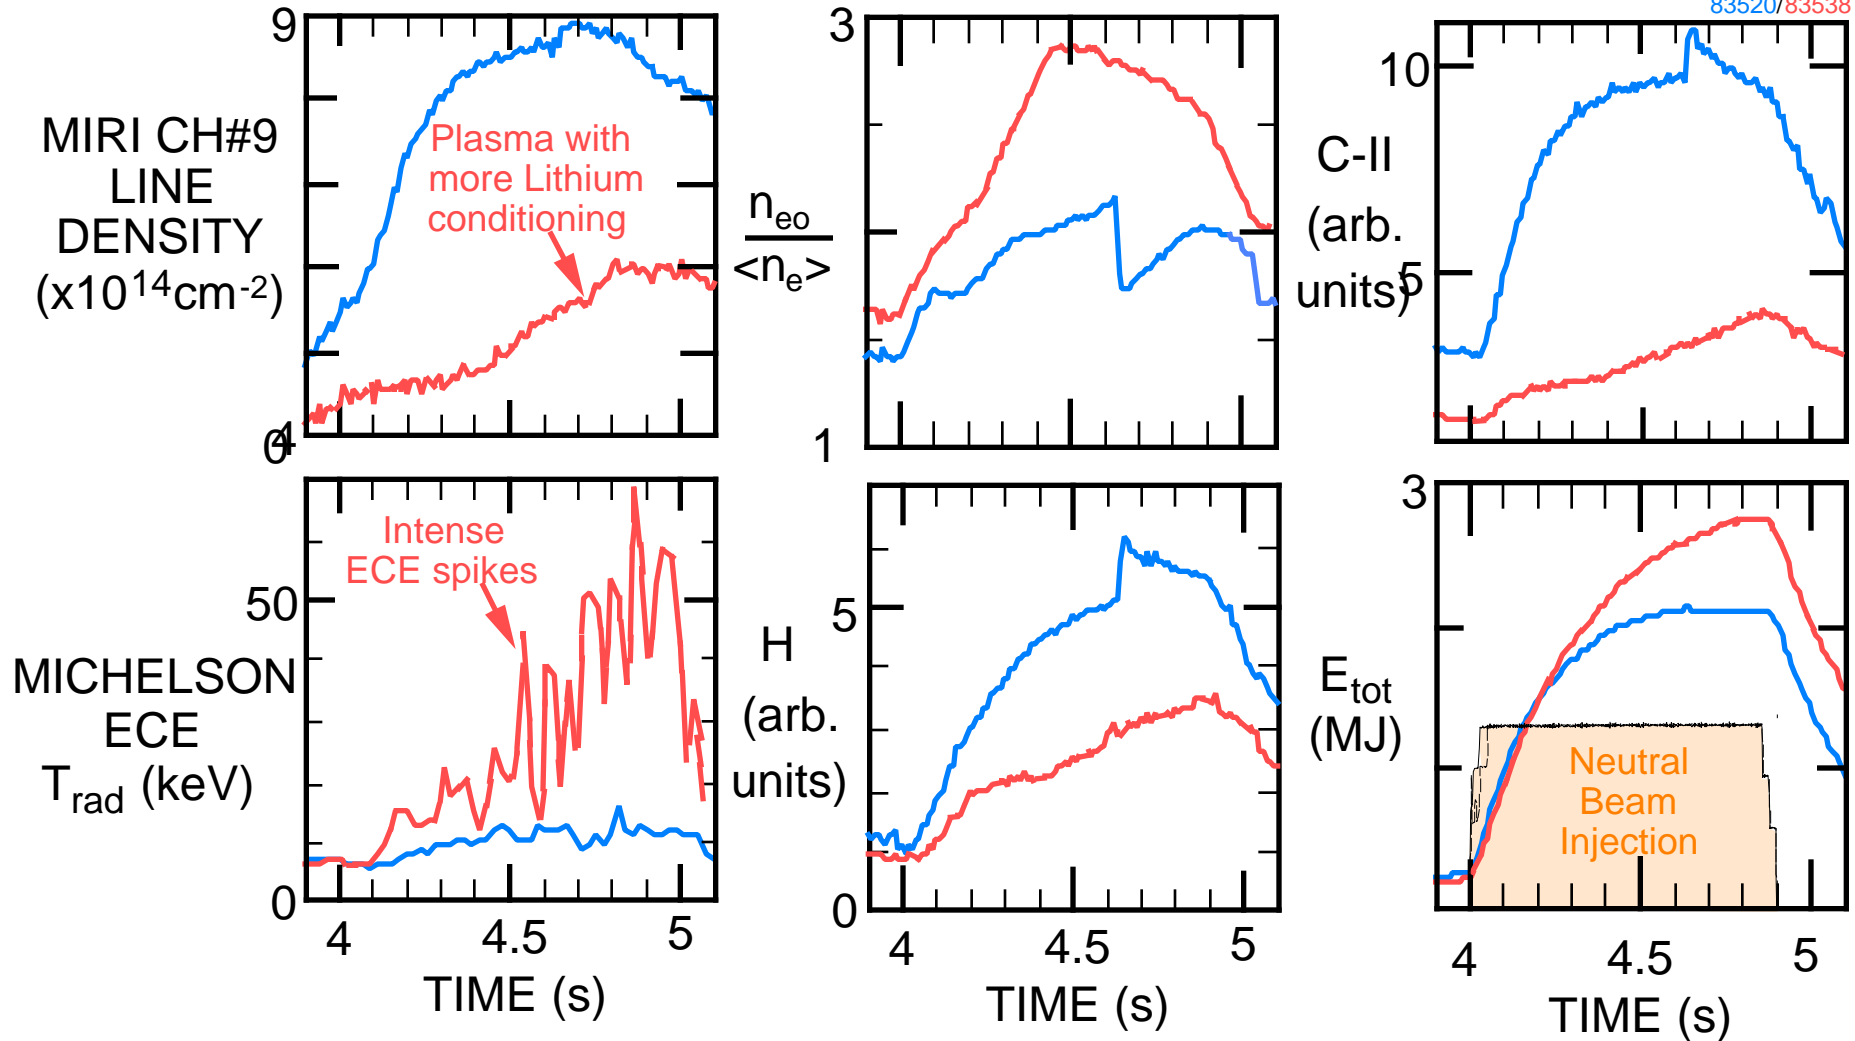 83520/83538
9
MIRI CH#9
LINE
DENSITY
(x10¹⁴cm⁻²)
4
0
Plasma with
more Lithium
conditioning
3
nₑₒ
<nₑ>
1
10
C-II
(arb.
units)
5
MICHELSON
ECE
T_rad (keV)
50
0
Intense
ECE spikes
4 4.5 5
TIME (s)
H
(arb.
units)
5
0
4 4.5 5
TIME (s)
3
E_tot
(MJ)
Neutral
Beam
Injection
4 4.5 5
TIME (s)